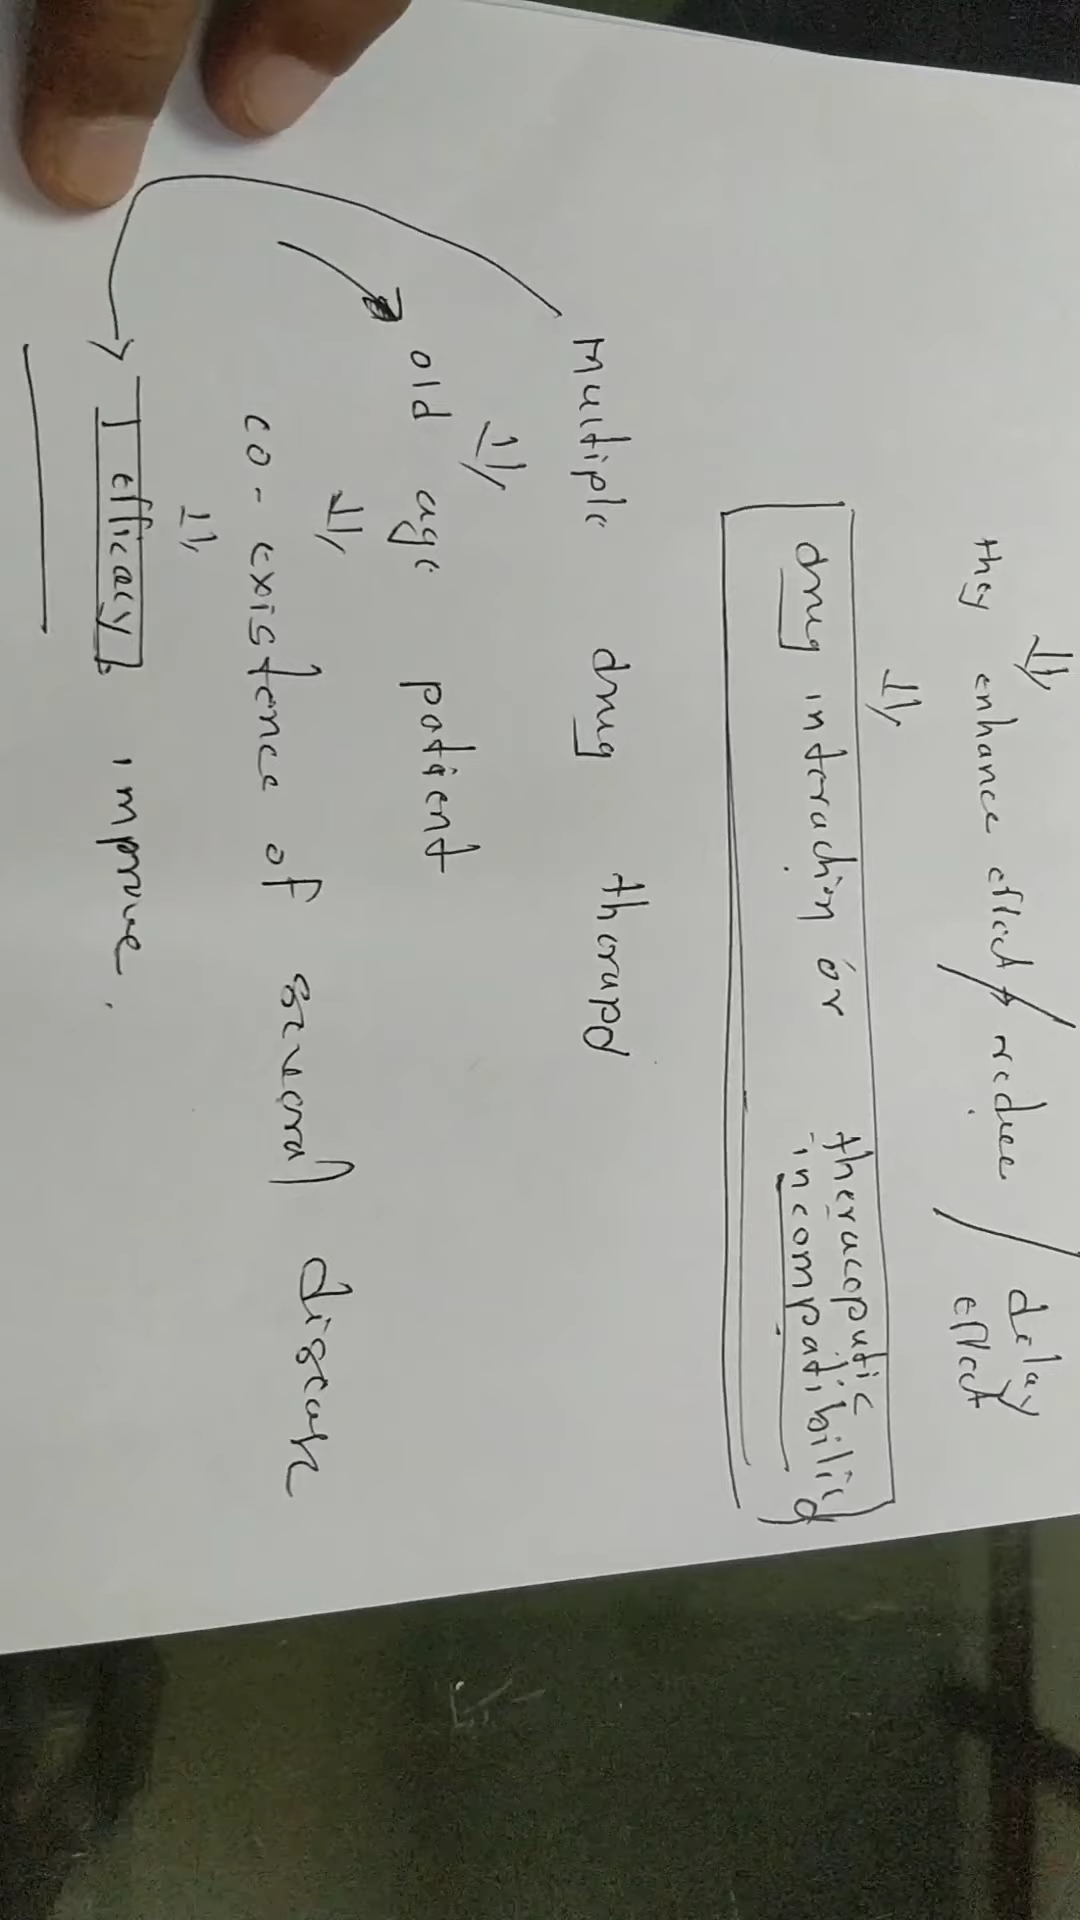 they enhance effect / reduce / delay effect
drug interaction or theracoputic incompatibility
Multiple drug therapy
old age patient
co-existence of several disease
↑ efficacy improve.